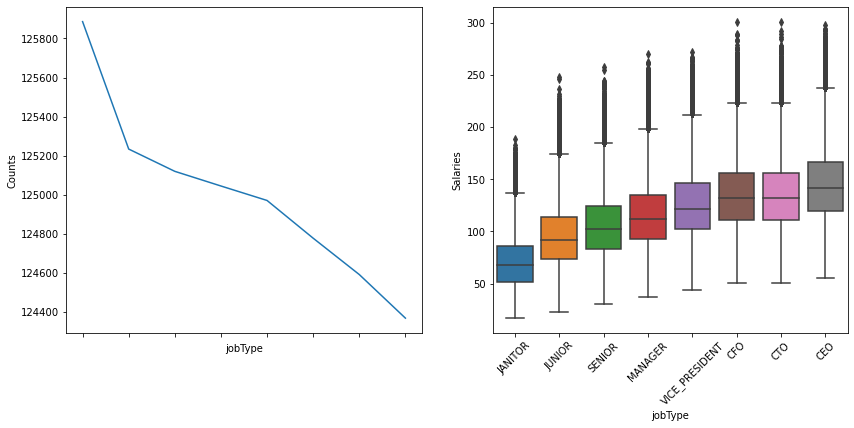 125800
125600
125400
125200
125000
124800
124600
124400
Counts
jobType
300
250
200
150
100
50
Salaries
JANITOR
JUNIOR
SENIOR
MANAGER
VICE_PRESIDENT
CFO
CTO
CEO
jobType